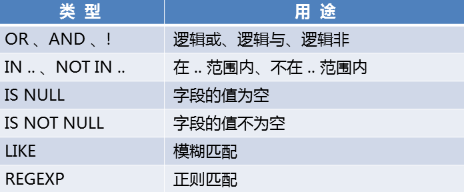 类 型 用 途
OR 、AND 、! 逻辑或、逻辑与、逻辑非
IN .. 、NOT IN .. 在 .. 范围内、不在 .. 范围内
IS NULL 字段的值为空
IS NOT NULL 字段的值不为空
LIKE 模糊匹配
REGEXP 正则匹配